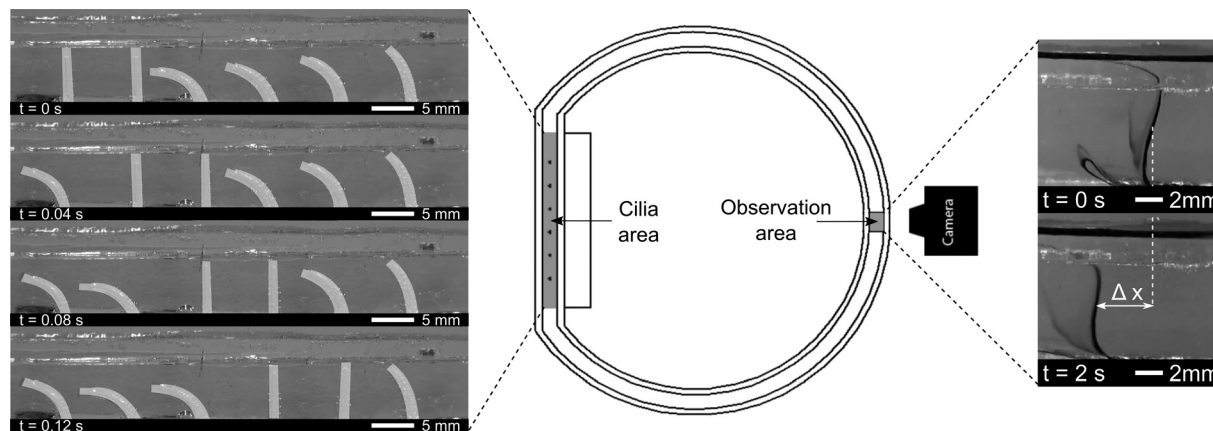 t = 0 s
5 mm
t = 0.04 s
5 mm
t = 0.08 s
5 mm
t = 0.12 s
5 mm
Cilia
area
Observation
area
Camera
t = 0 s
2mm
Δ x
t = 2 s
2mm